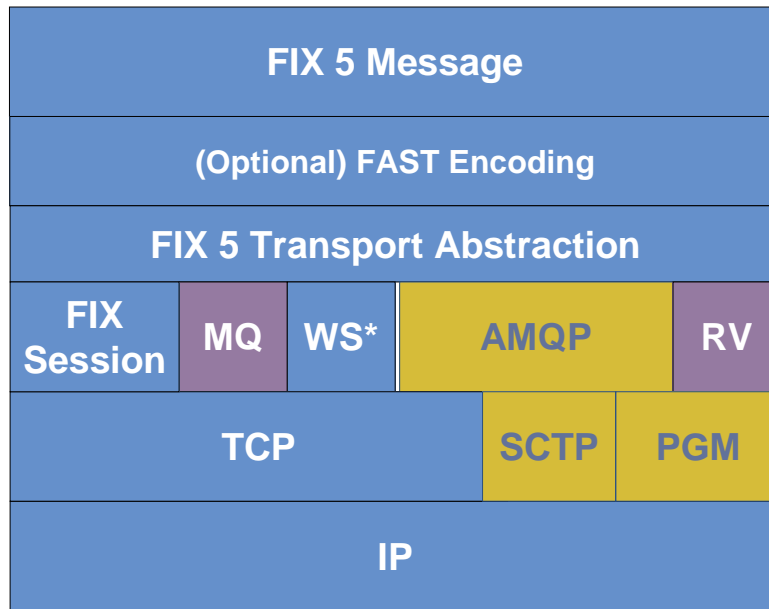 FIX 5 Message
(Optional) FAST Encoding
FIX 5 Transport Abstraction
FIX
Session
MQ
WS*
AMQP
RV
TCP
SCTP
PGM
IP